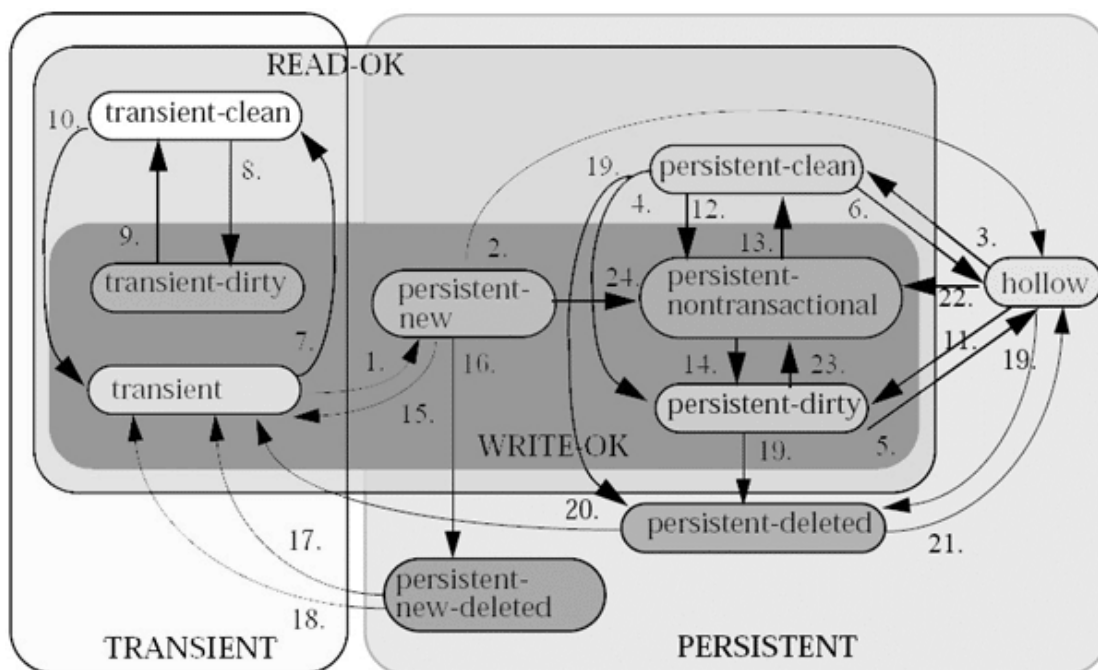 READ-OK
10.
transient-clean
8.
9.
transient-dirty
7.
transient
1.
15.
2.
persistent-
new
16.
24.
19.
4.
persistent-clean
12.
13.
6.
3.
persistent-
nontransactional
22.
hollow
11.
14.
23.
persistent-dirty
5.
19.
19.
WRITE-OK
20.
persistent-deleted
21.
17.
18.
persistent-
new-deleted
TRANSIENT
PERSISTENT